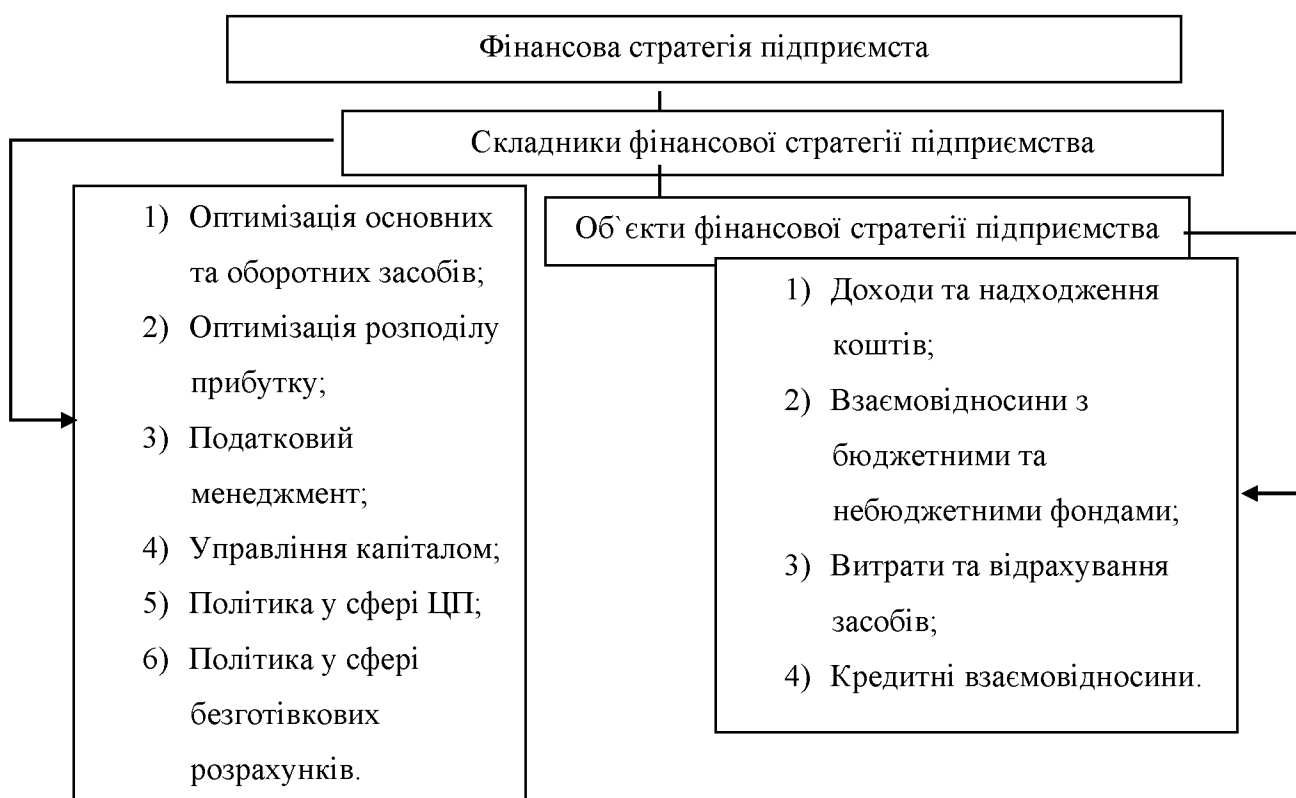 Фінансова стратегія підприємста
Складники фінансової стратегії підприємства
1) Оптимізація основних
та оборотних засобів;
2) Оптимізація розподілу
прибутку;
3) Податковий
менеджмент;
4) Управління капіталом;
5) Політика у сфері ЦП;
6) Політика у сфері
безготівкових
розрахунків.
Об`єкти фінансової стратегії підприємства
1) Доходи та надходження
коштів;
2) Взаємовідносини з
бюджетними та
небюджетними фондами;
3) Витрати та відрахування
засобів;
4) Кредитні взаємовідносини.